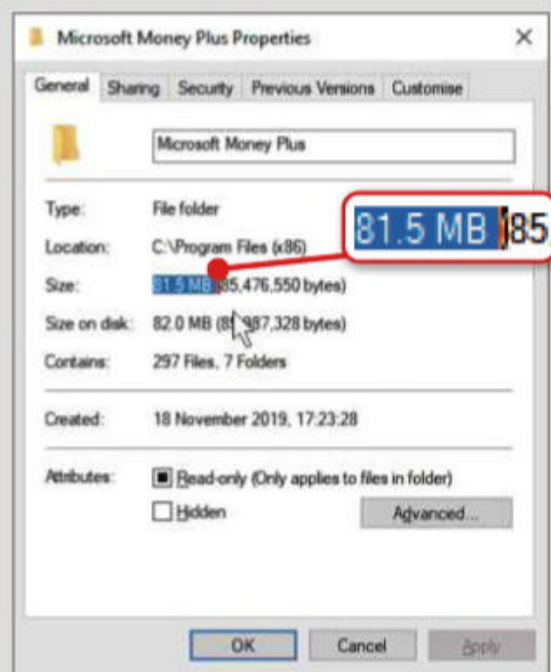 Microsoft Money Plus Properties
General Sharing Security Previous Versions Customise
Microsoft Money Plus
Type: File folder
Location: C:\Program Files (x86)
81.5 MB (85
Size: 81.5 MB (85,476,550 bytes)
Size on disk: 82.0 MB (85,987,328 bytes)
Contains: 297 Files, 7 Folders
Created: 18 November 2019, 17:23:28
Attributes: Read-only (Only applies to files in folder)
Hidden Advanced...
OK Cancel Apply